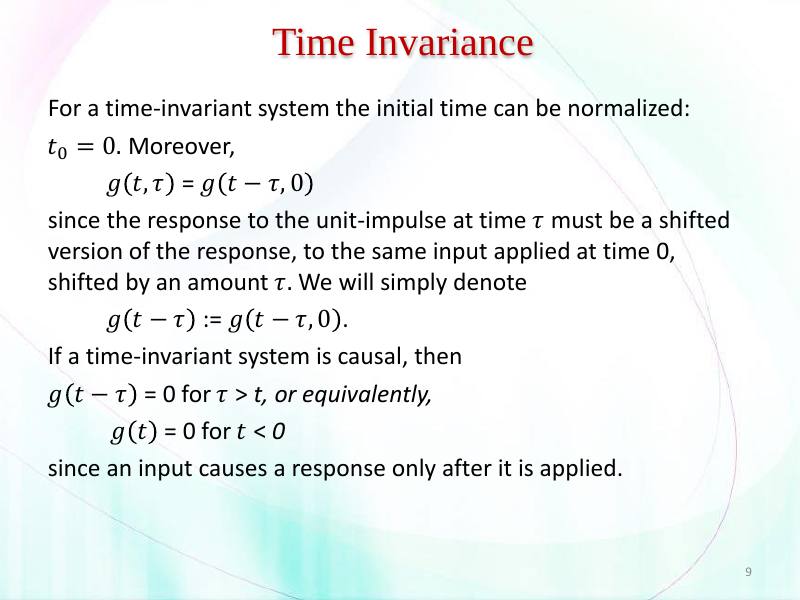 Time Invariance
For a time-invariant system the initial time can be normalized:
𝑡₀ = 0. Moreover,
𝑔(𝑡, 𝜏) = 𝑔(𝑡 − 𝜏, 0)
since the response to the unit-impulse at time 𝜏 must be a shifted
version of the response, to the same input applied at time 0,
shifted by an amount 𝜏. We will simply denote
𝑔(𝑡 − 𝜏) := 𝑔(𝑡 − 𝜏, 0).
If a time-invariant system is causal, then
𝑔(𝑡 − 𝜏) = 0 for 𝜏 > t, or equivalently,
𝑔(𝑡) = 0 for 𝑡 < 0
since an input causes a response only after it is applied.
9